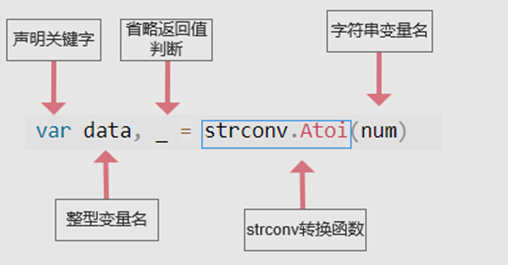 声明关键字
省略返回值
判断
字符串变量名
var data, _ = strconv.Atoi(num)
整型变量名
strconv转换函数